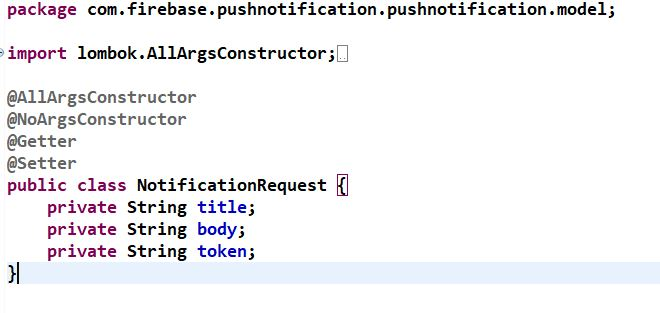 package com.firebase.pushnotification.pushnotification.model;
import lombok.AllArgsConstructor;
@AllArgsConstructor
@NoArgsConstructor
@Getter
@Setter
public class NotificationRequest {
    private String title;
    private String body;
    private String token;
}